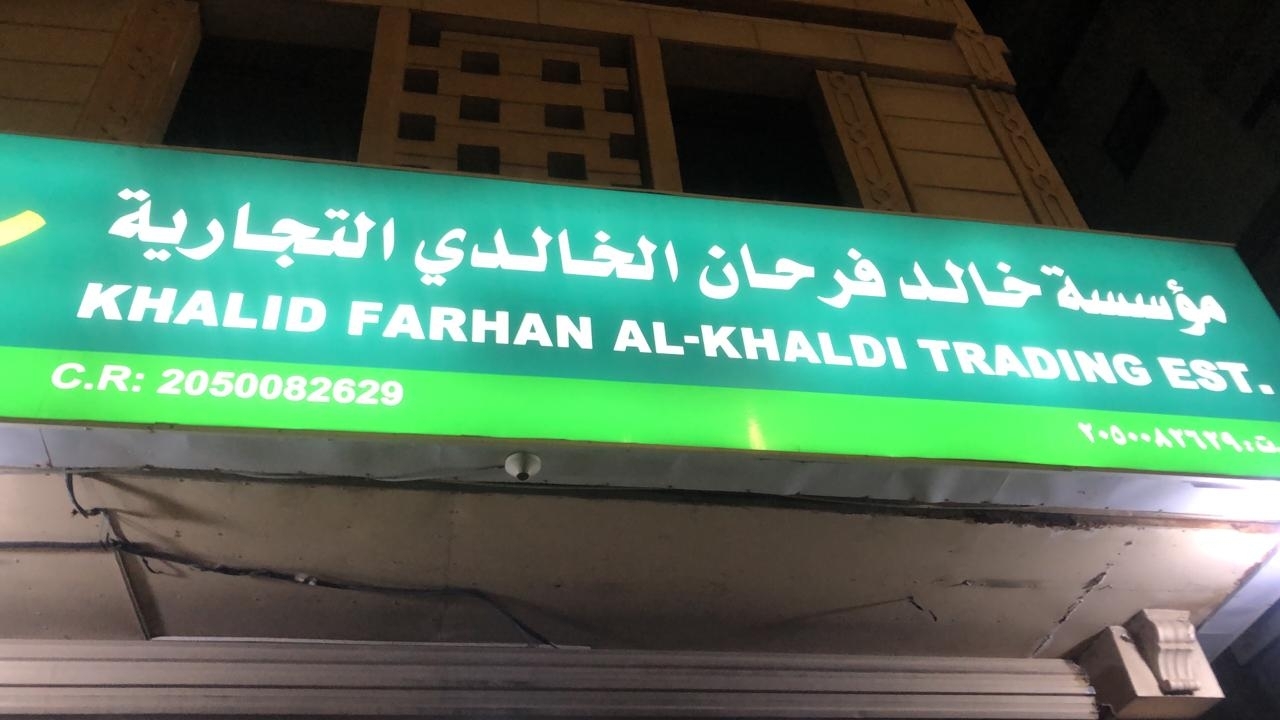 مؤسسة خالد فرحان الخالدي التجارية
KHALID FARHAN AL-KHALDI TRADING EST.
C.R: 2050082629
ت: ٢٠٥٠٠٨٢٦٢٩